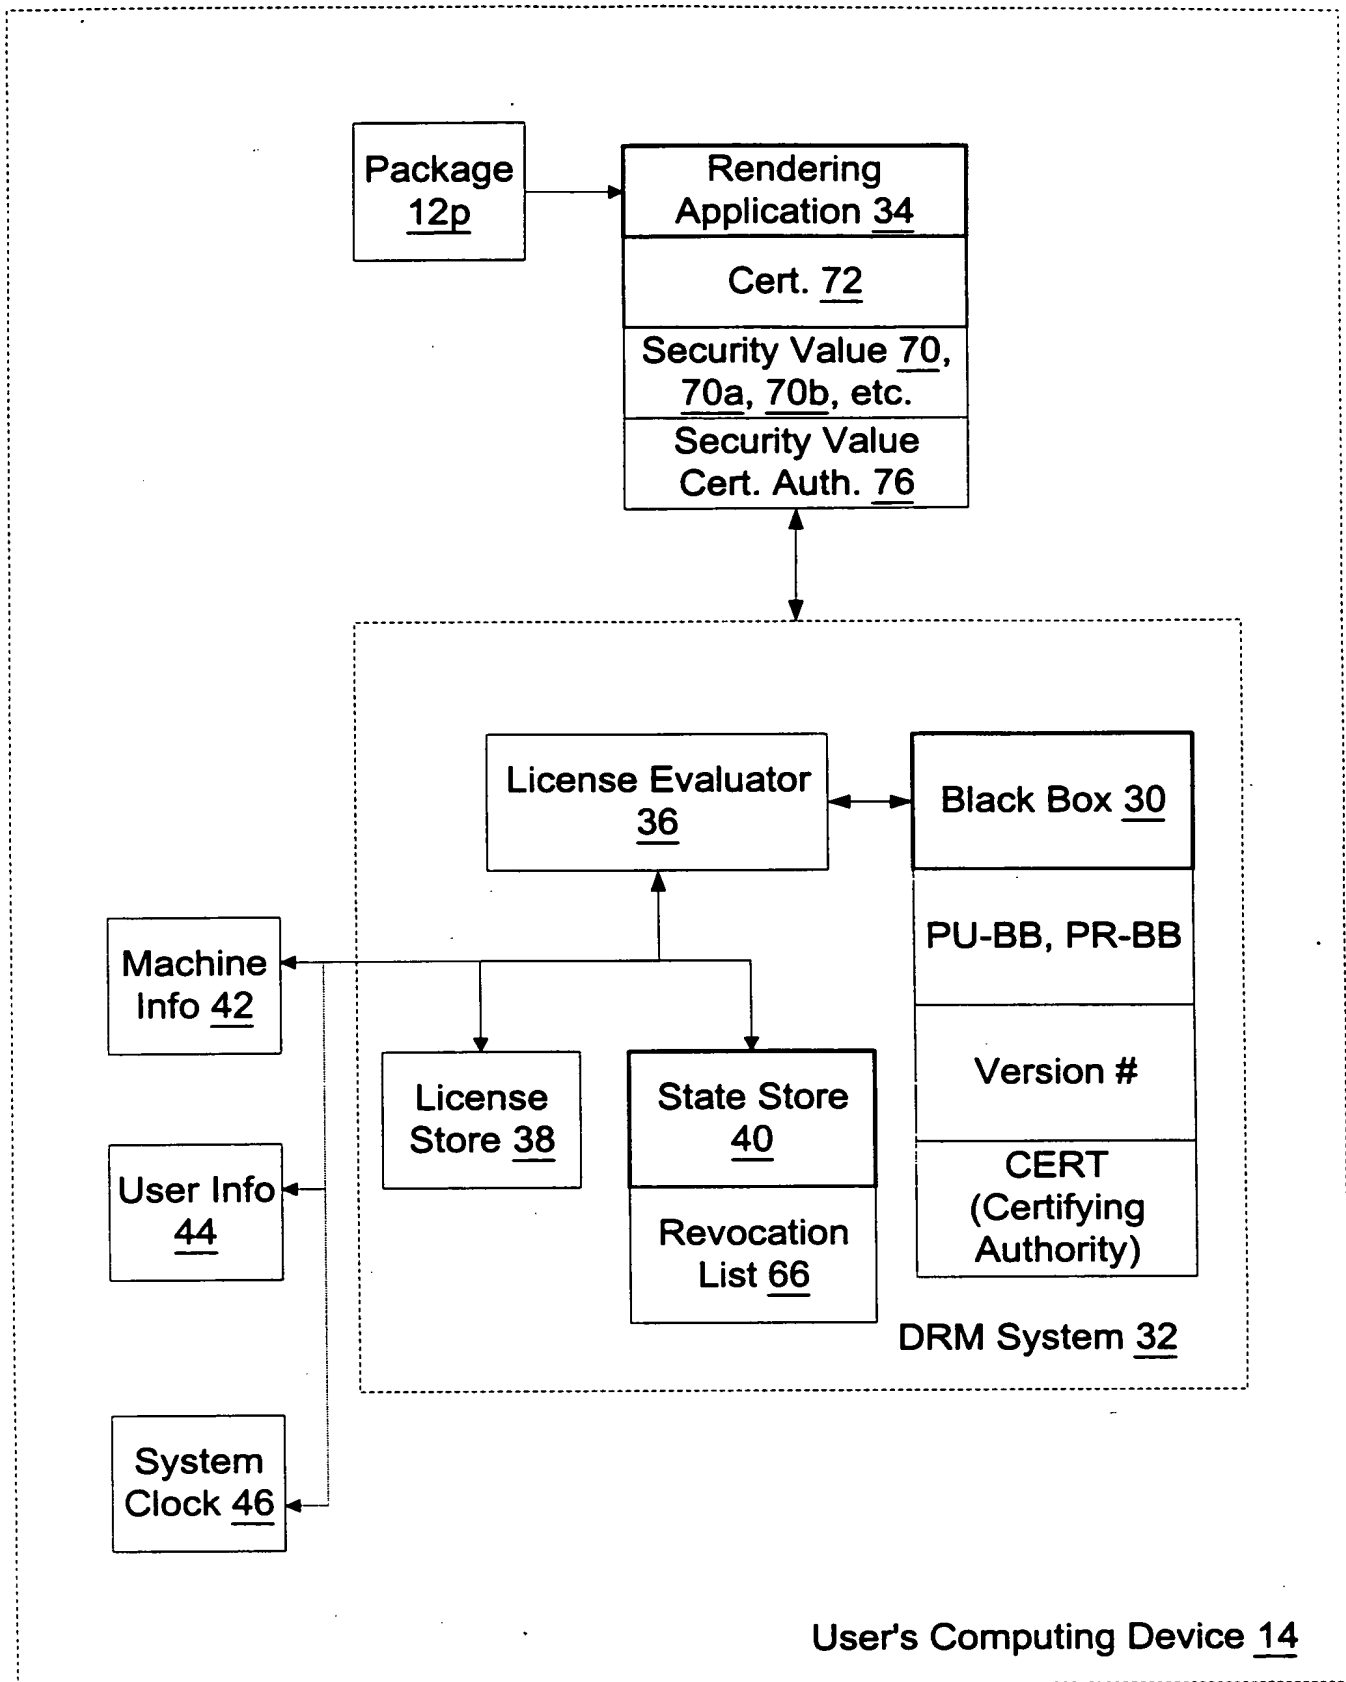 Package
12p
Rendering
Application 34
Cert. 72
Security Value 70,
70a, 70b, etc.
Security Value
Cert. Auth. 76
License Evaluator
36
Black Box 30
PU-BB, PR-BB
Version #
CERT
(Certifying
Authority)
Machine
Info 42
License
Store 38
State Store
40
Revocation
List 66
User Info
44
DRM System 32
System
Clock 46
User's Computing Device 14